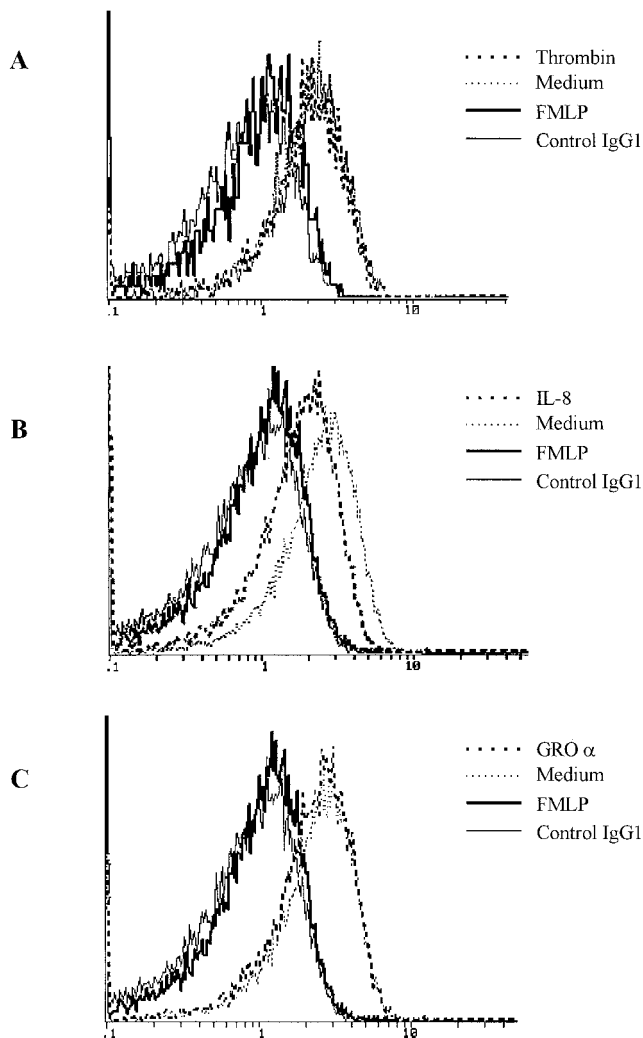 A
Thrombin
Medium
FMLP
Control IgG1
.1
1
10
B
IL-8
Medium
FMLP
Control IgG1
.1
1
10
C
GRO α
Medium
FMLP
Control IgG1
.1
1
10